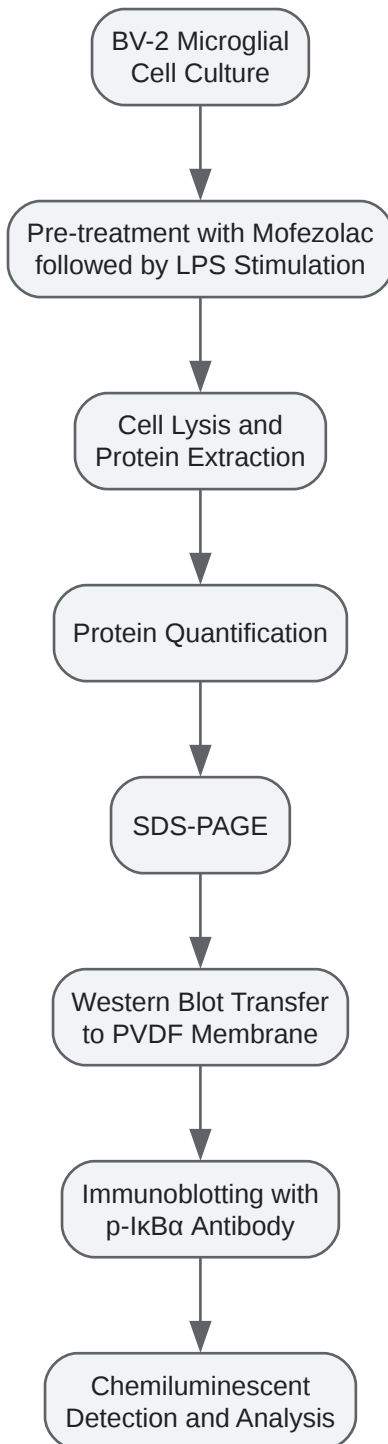 BV-2 Microglial
Cell Culture
Pre-treatment with Mofezolac
followed by LPS Stimulation
Cell Lysis and
Protein Extraction
Protein Quantification
SDS-PAGE
Western Blot Transfer
to PVDF Membrane
Immunoblotting with
p-IκBα Antibody
Chemiluminescent
Detection and Analysis